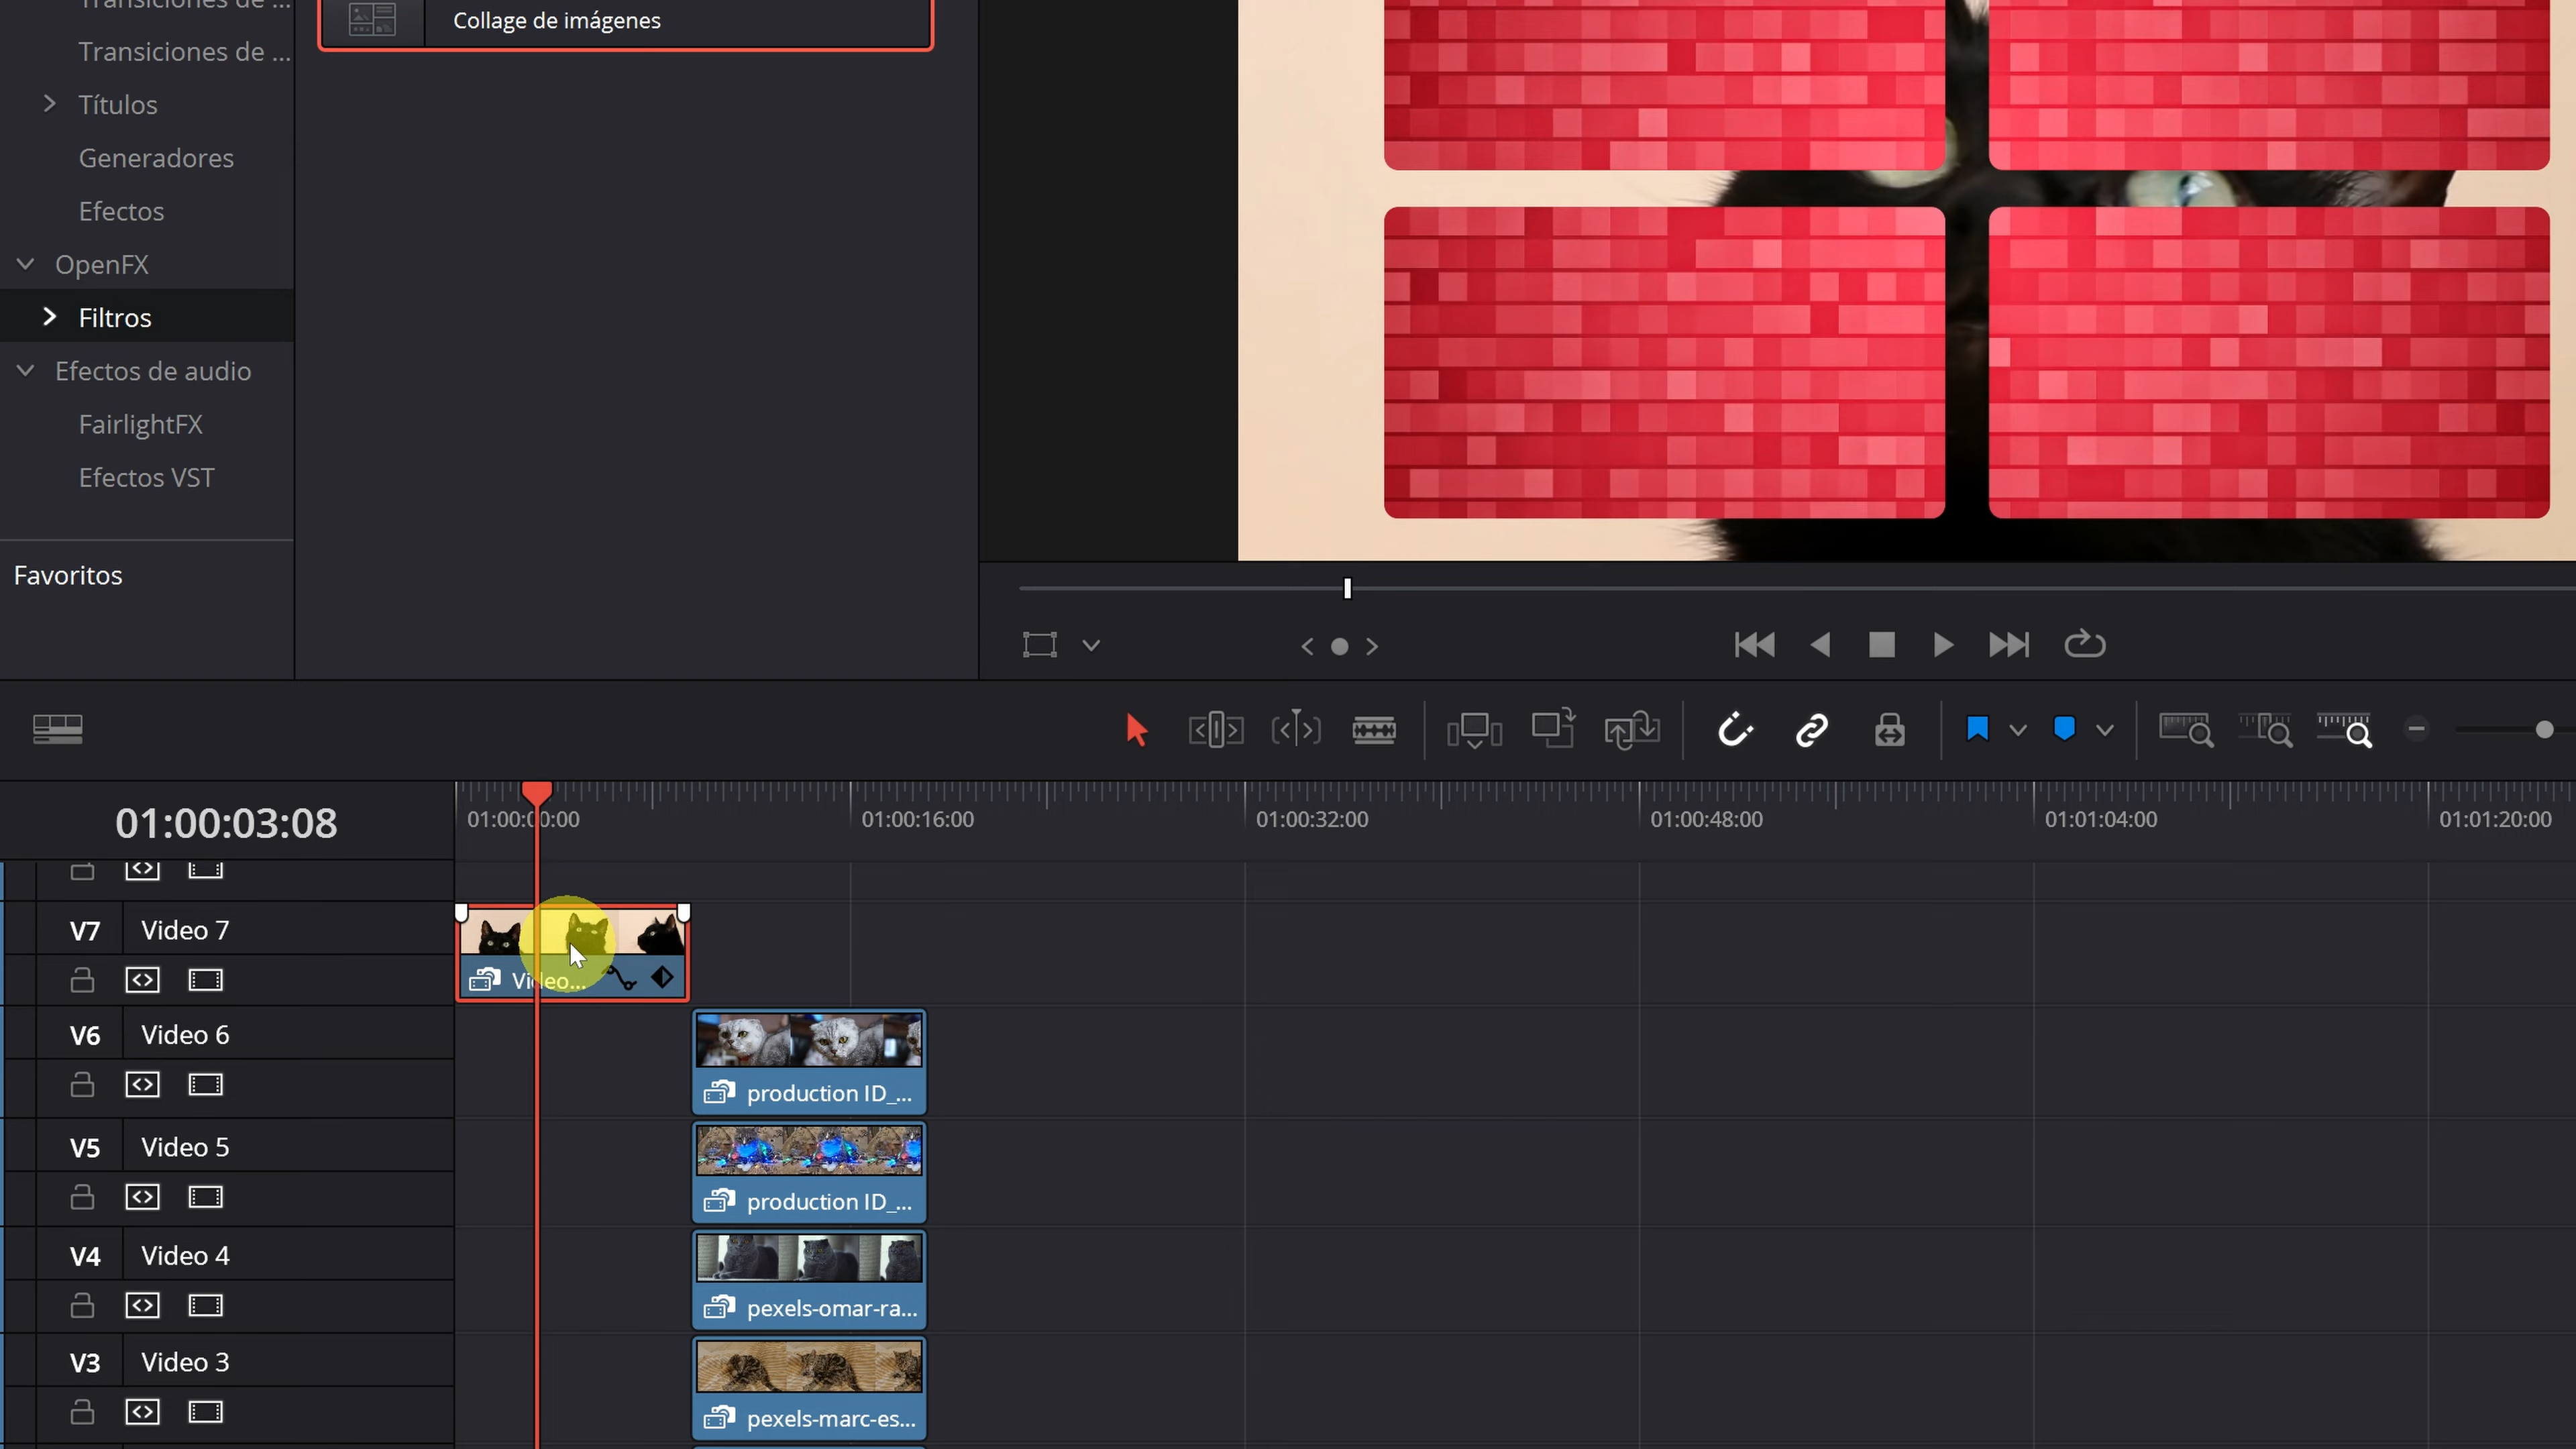 Transiciones de ...
Collage de imágenes
Transiciones de ...
Títulos
Generadores
Efectos
OpenFX
Filtros
Efectos de audio
FairlightFX
Efectos VST
Favoritos
01:00:03:08
01:00:00:00
01:00:16:00
01:00:32:00
01:00:48:00
01:01:04:00
01:01:20:00
V7 Video 7
Video...
V6 Video 6
production ID_...
V5 Video 5
production ID_...
V4 Video 4
pexels-omar-ra...
V3 Video 3
pexels-marc-es...